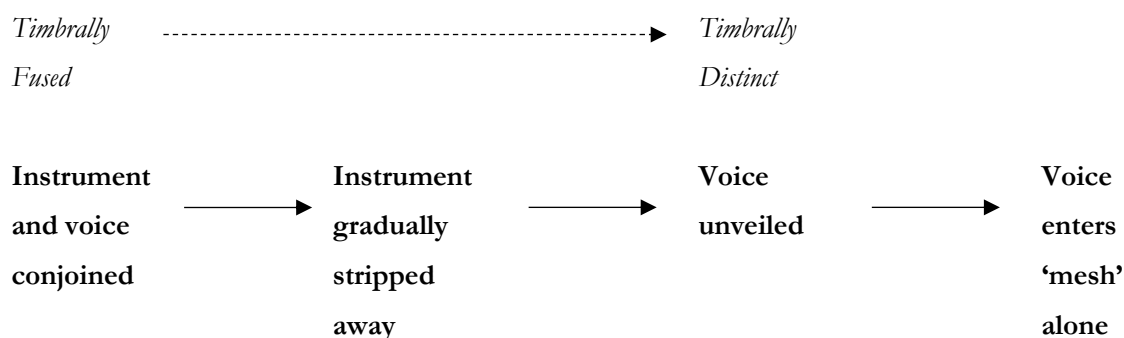 Timbrally
Fused
Timbrally
Distinct
Instrument
and voice
conjoined
Instrument
gradually
stripped
away
Voice
unveiled
Voice
enters
‘mesh’
alone